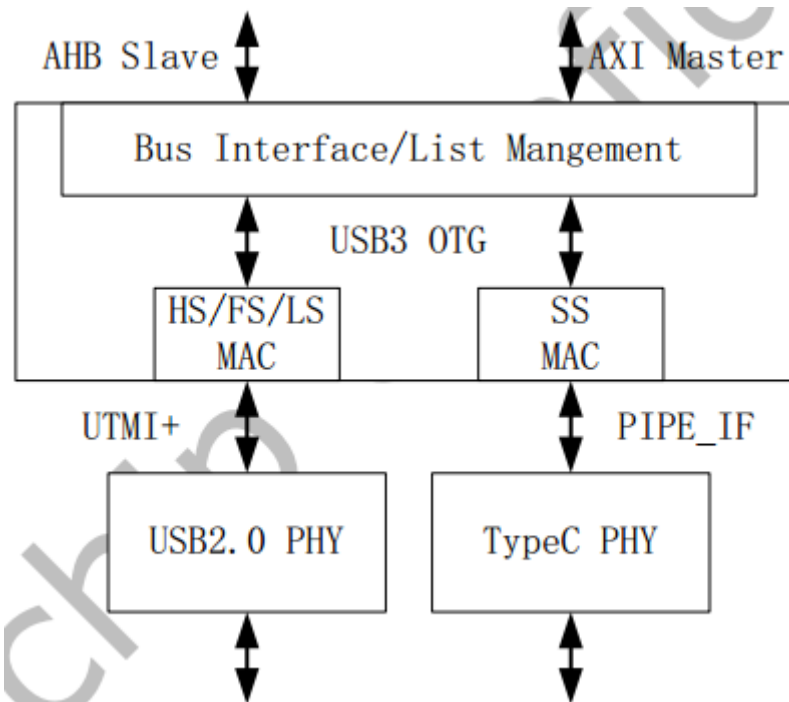 AHB Slave
AXI Master
Bus Interface/List Mangement
USB3 OTG
HS/FS/LS
MAC
SS
MAC
UTMI+
PIPE_IF
USB2.0 PHY
TypeC PHY